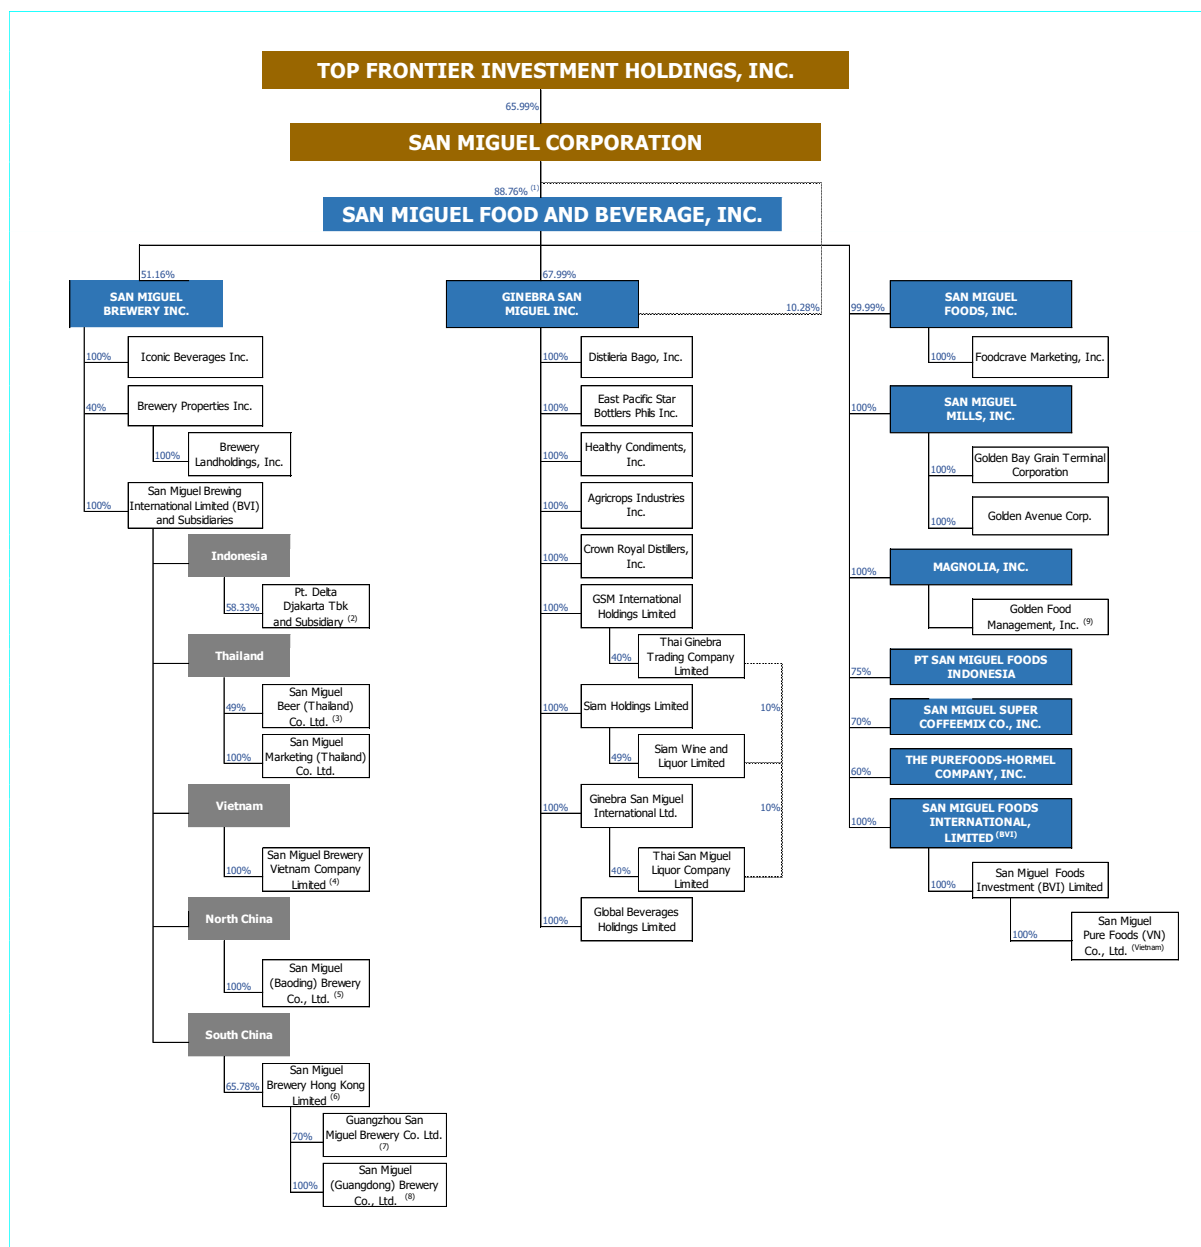 TOP FRONTIER INVESTMENT HOLDINGS, INC.
65.99%
SAN MIGUEL CORPORATION
88.76% (1)
SAN MIGUEL FOOD AND BEVERAGE, INC.
51.16%
67.99%
SAN MIGUEL
BREWERY INC.
GINEBRA SAN
MIGUEL INC.
10.28%
99.99%
SAN MIGUEL
FOODS, INC.
100%
Iconic Beverages Inc.
40%
Brewery Properties Inc.
100%
Brewery
Landholdings, Inc.
100%
San Miguel Brewing
International Limited (BVI)
and Subsidiaries
Indonesia
58.33%
Pt. Delta
Djakarta Tbk
and Subsidiary (2)
Thailand
49%
San Miguel
Beer (Thailand)
Co. Ltd. (3)
100%
San Miguel
Marketing (Thailand)
Co. Ltd.
Vietnam
100%
San Miguel Brewery
Vietnam Company
Limited (4)
North China
100%
San Miguel
(Baoding) Brewery
Co., Ltd. (5)
South China
65.78%
San Miguel
Brewery Hong Kong
Limited (6)
70%
Guangzhou San
Miguel Brewery Co. Ltd.
(7)
100%
San Miguel
(Guangdong) Brewery
Co., Ltd. (8)
100%
Distileria Bago, Inc.
100%
East Pacific Star
Bottlers Phils Inc.
100%
Healthy Condiments,
Inc.
100%
Agricrops Industries
Inc.
100%
Crown Royal Distillers,
Inc.
100%
GSM International
Holdings Limited
40%
Thai Ginebra
Trading Company
Limited
100%
Siam Holdings Limited
10%
49%
Siam Wine and
Liquor Limited
100%
Ginebra San Miguel
International Ltd.
10%
40%
Thai San Miguel
Liquor Company
Limited
100%
Global Beverages
Holidngs Limited
100%
Foodcrave Marketing, Inc.
100%
SAN MIGUEL
MILLS, INC.
100%
Golden Bay Grain Terminal
Corporation
100%
Golden Avenue Corp.
100%
MAGNOLIA, INC.
Golden Food
Management, Inc. (9)
75%
PT SAN MIGUEL FOODS
INDONESIA
70%
SAN MIGUEL SUPER
COFFEEMIX CO., INC.
60%
THE PUREFOODS-HORMEL
COMPANY, INC.
100%
SAN MIGUEL FOODS
INTERNATIONAL,
LIMITED (BVI)
100%
San Miguel Foods
Investment (BVI) Limited
100%
San Miguel
Pure Foods (VN)
Co., Ltd. (Vietnam)